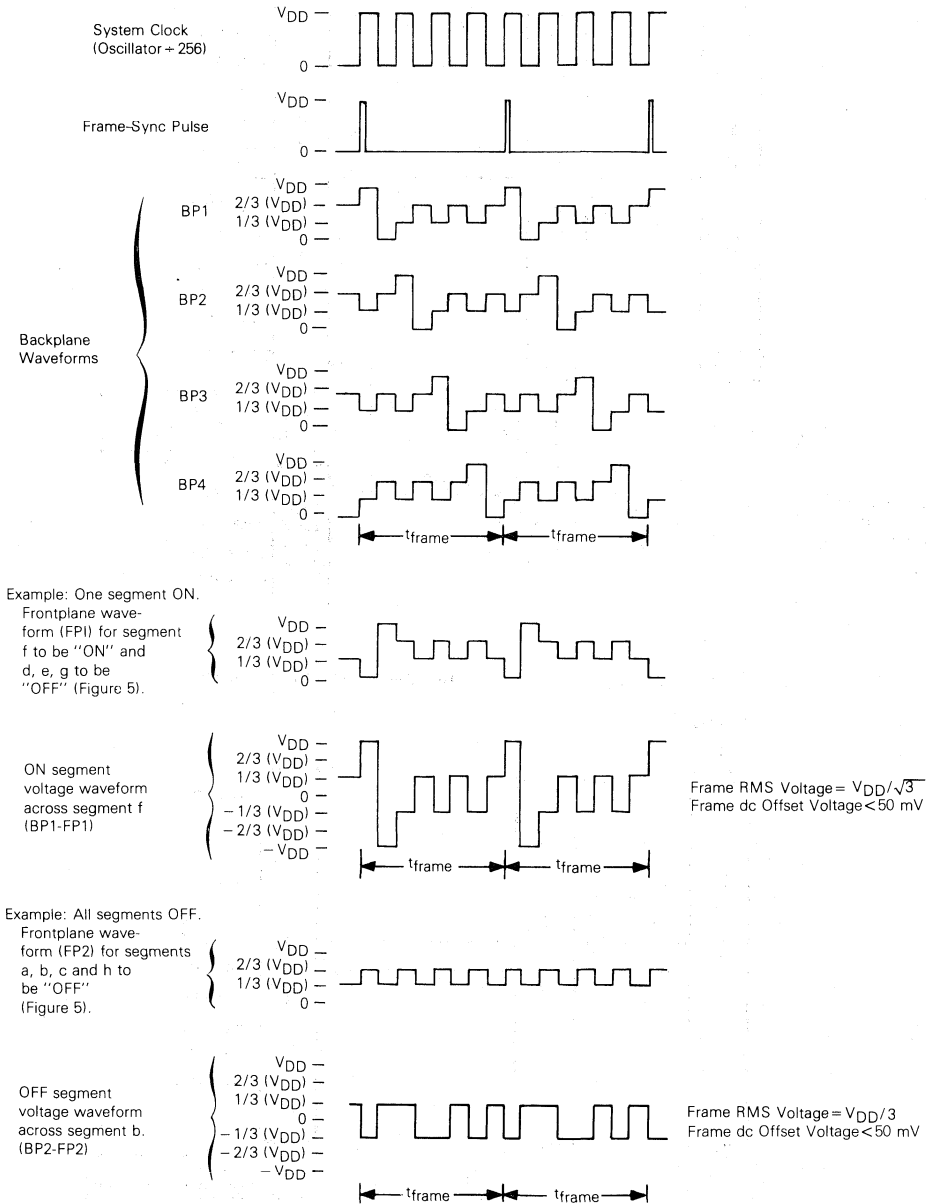 System Clock
(Oscillator ÷ 256)
VDD
0
Frame-Sync Pulse
VDD
0
Backplane
Waveforms
BP1
VDD
2/3 (VDD)
1/3 (VDD)
0
BP2
VDD
2/3 (VDD)
1/3 (VDD)
0
BP3
VDD
2/3 (VDD)
1/3 (VDD)
0
BP4
VDD
2/3 (VDD)
1/3 (VDD)
0
tframe tframe
Example: One segment ON.
Frontplane wave-
form (FPI) for segment
f to be "ON" and
d, e, g to be
"OFF" (Figure 5).
VDD
2/3 (VDD)
1/3 (VDD)
0
ON segment
voltage waveform
across segment f
(BP1-FP1)
VDD
2/3 (VDD)
1/3 (VDD)
0
− 1/3 (VDD)
− 2/3 (VDD)
− VDD
Frame RMS Voltage = VDD/√3
Frame dc Offset Voltage < 50 mV
tframe tframe
Example: All segments OFF.
Frontplane wave-
form (FP2) for segments
a, b, c and h to
be "OFF"
(Figure 5).
VDD
2/3 (VDD)
1/3 (VDD)
0
OFF segment
voltage waveform
across segment b.
(BP2-FP2)
VDD
2/3 (VDD)
1/3 (VDD)
0
− 1/3 (VDD)
− 2/3 (VDD)
− VDD
Frame RMS Voltage = VDD/3
Frame dc Offset Voltage < 50 mV
tframe tframe